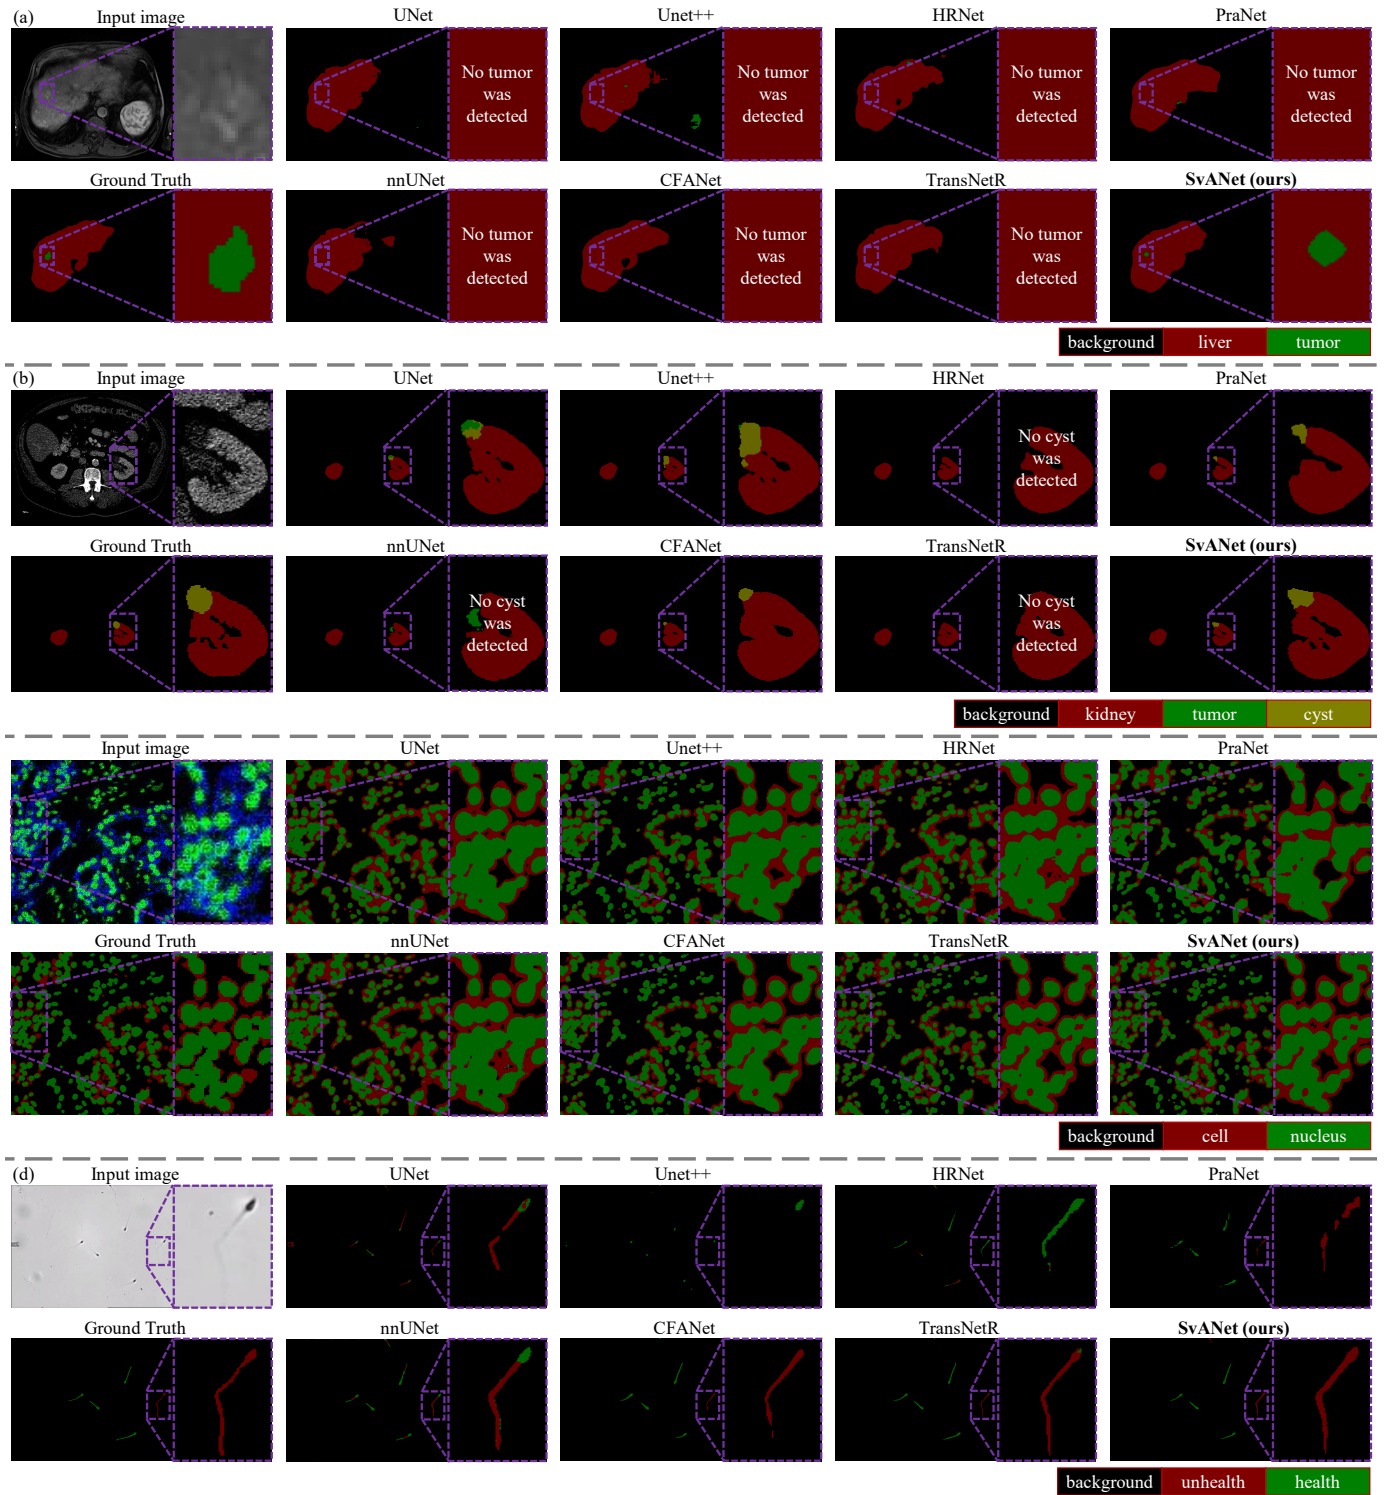 (a)
Input image
UNet
Unet++
HRNet
PraNet
No tumor
was
detected
No tumor
was
detected
No tumor
was
detected
No tumor
was
detected
Ground Truth
nnUNet
CFANet
TransNetR
SvANet (ours)
No tumor
was
detected
No tumor
was
detected
No tumor
was
detected
background
liver
tumor
(b)
Input image
UNet
Unet++
HRNet
PraNet
No cyst
was
detected
Ground Truth
nnUNet
CFANet
TransNetR
SvANet (ours)
No cyst
was
detected
No cyst
was
detected
background
kidney
tumor
cyst
Input image
UNet
Unet++
HRNet
PraNet
Ground Truth
nnUNet
CFANet
TransNetR
SvANet (ours)
background
cell
nucleus
(d)
Input image
UNet
Unet++
HRNet
PraNet
Ground Truth
nnUNet
CFANet
TransNetR
SvANet (ours)
background
unhealth
health